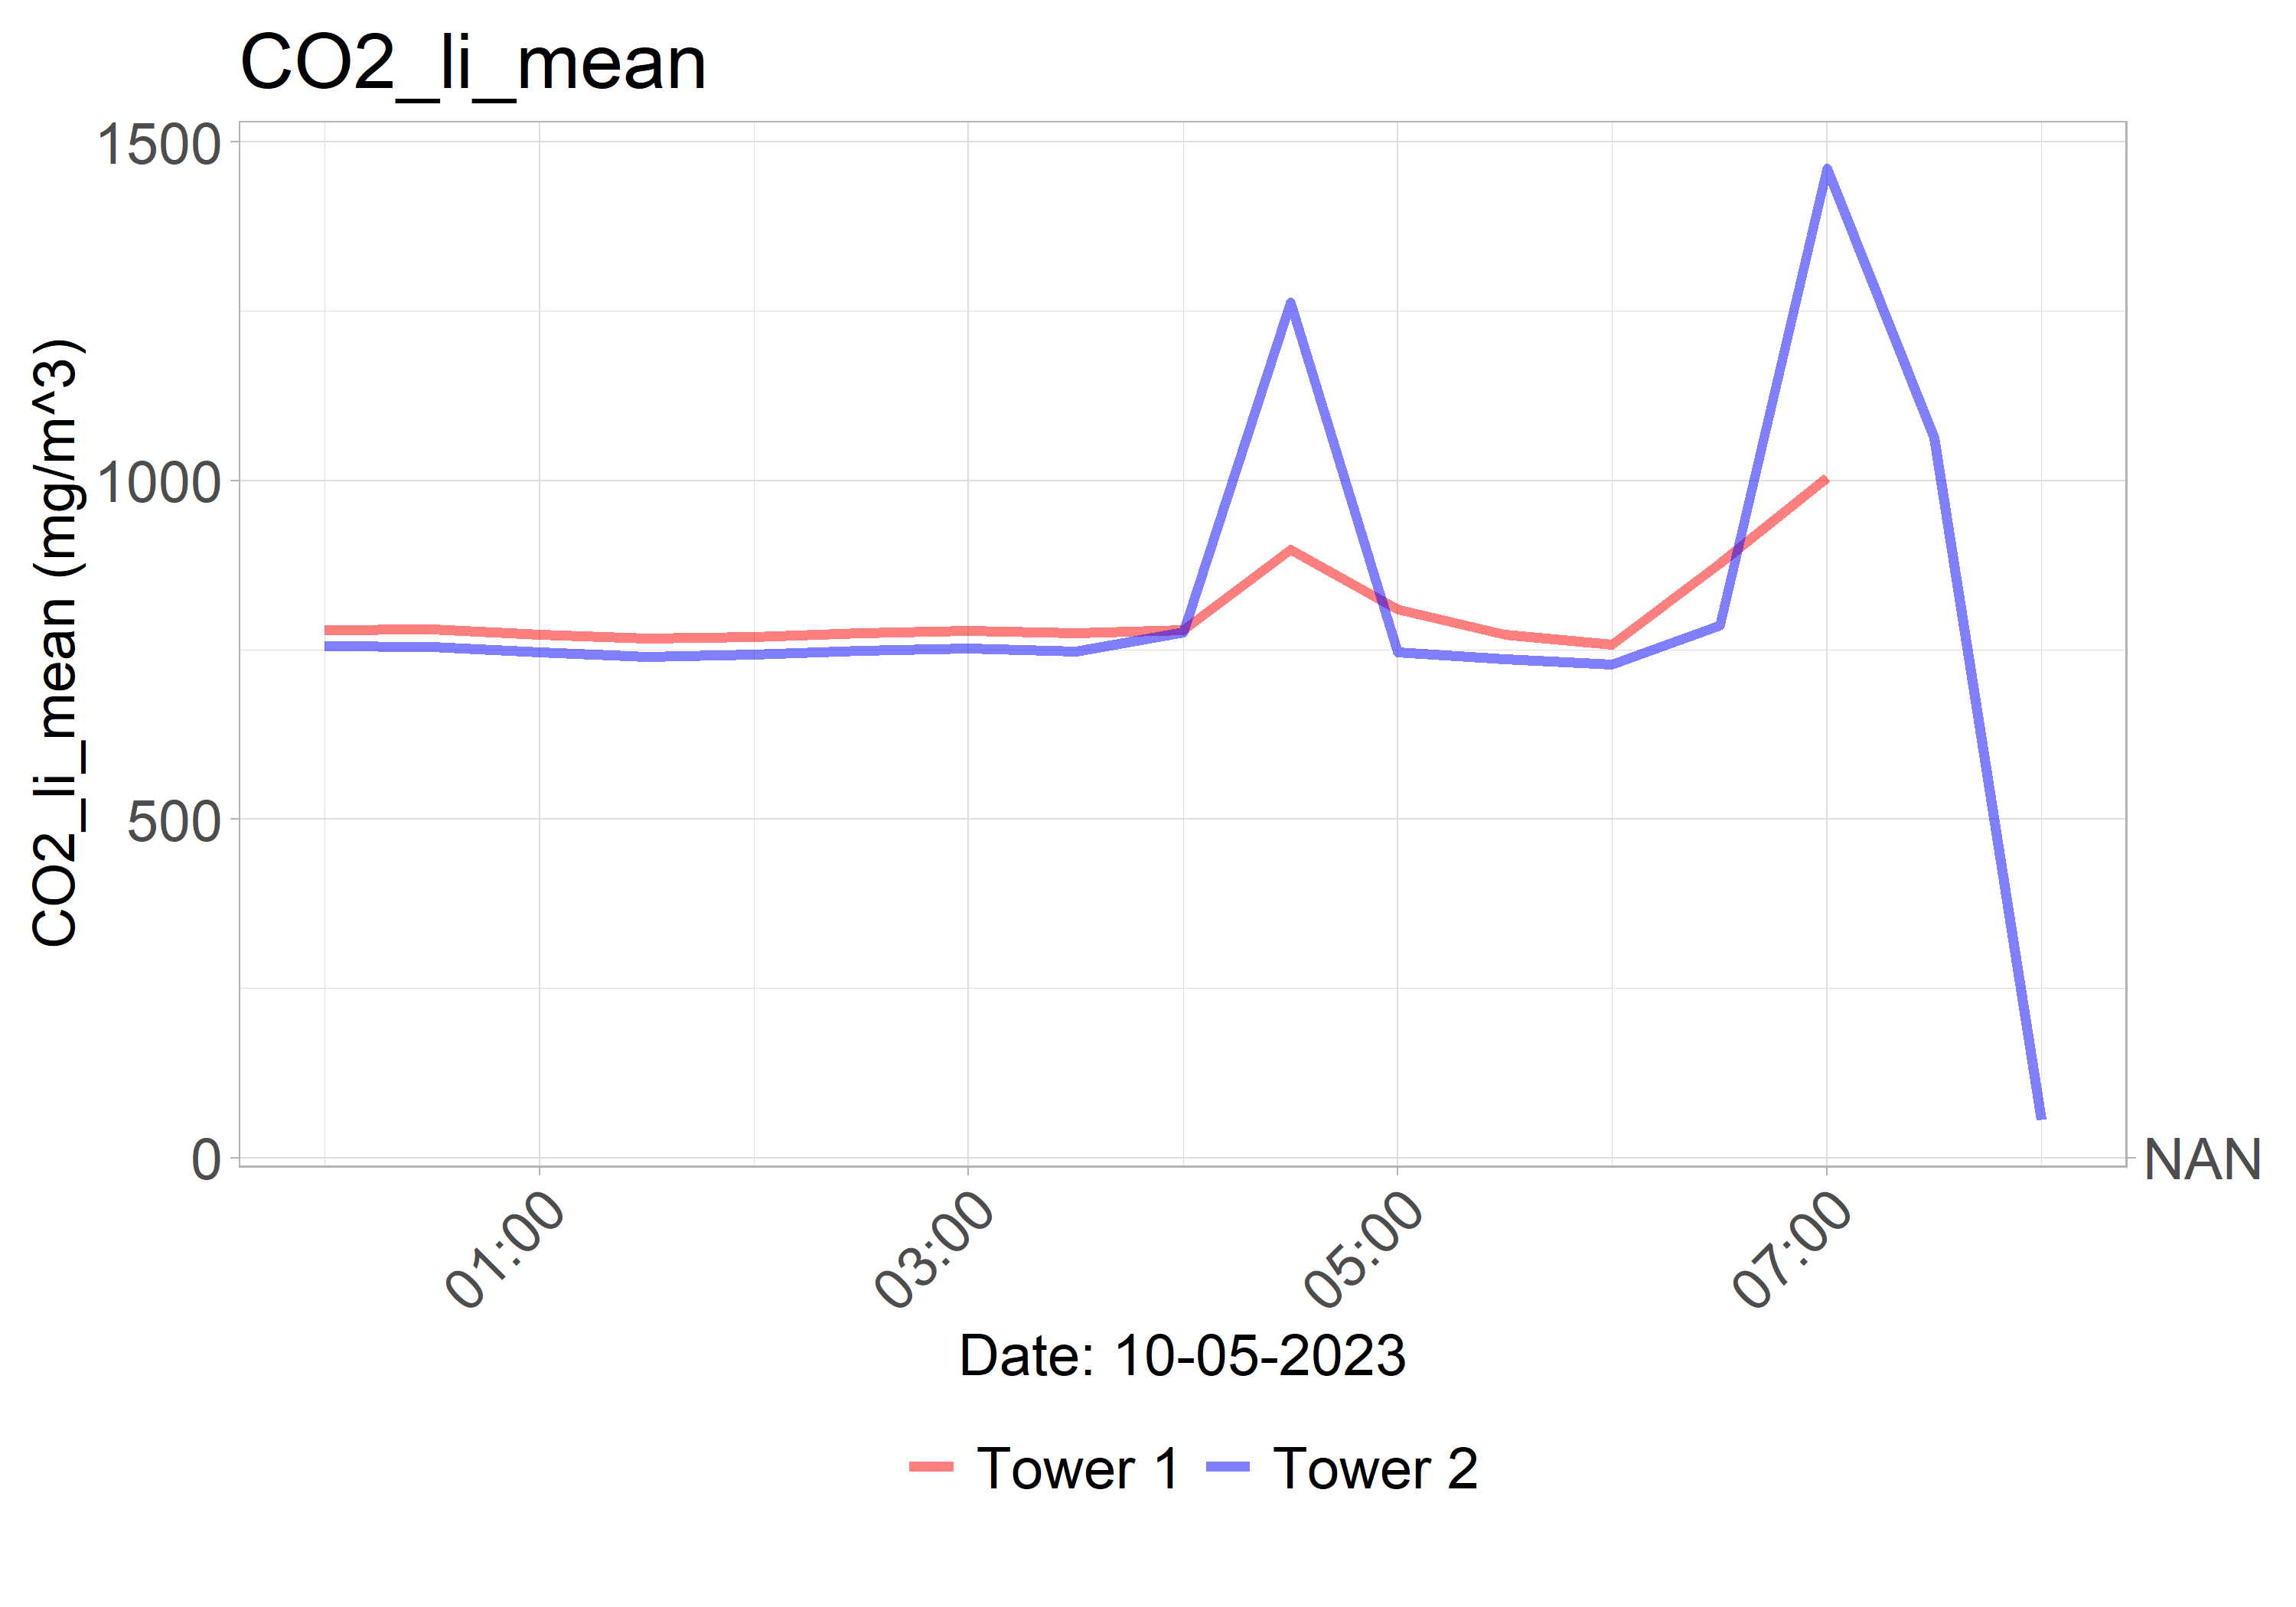 CO2_li_mean
CO2_li_mean (mg/m^3)
1500
1000
500
0
NAN
01:00
03:00
05:00
07:00
Date: 10-05-2023
Tower 1
Tower 2